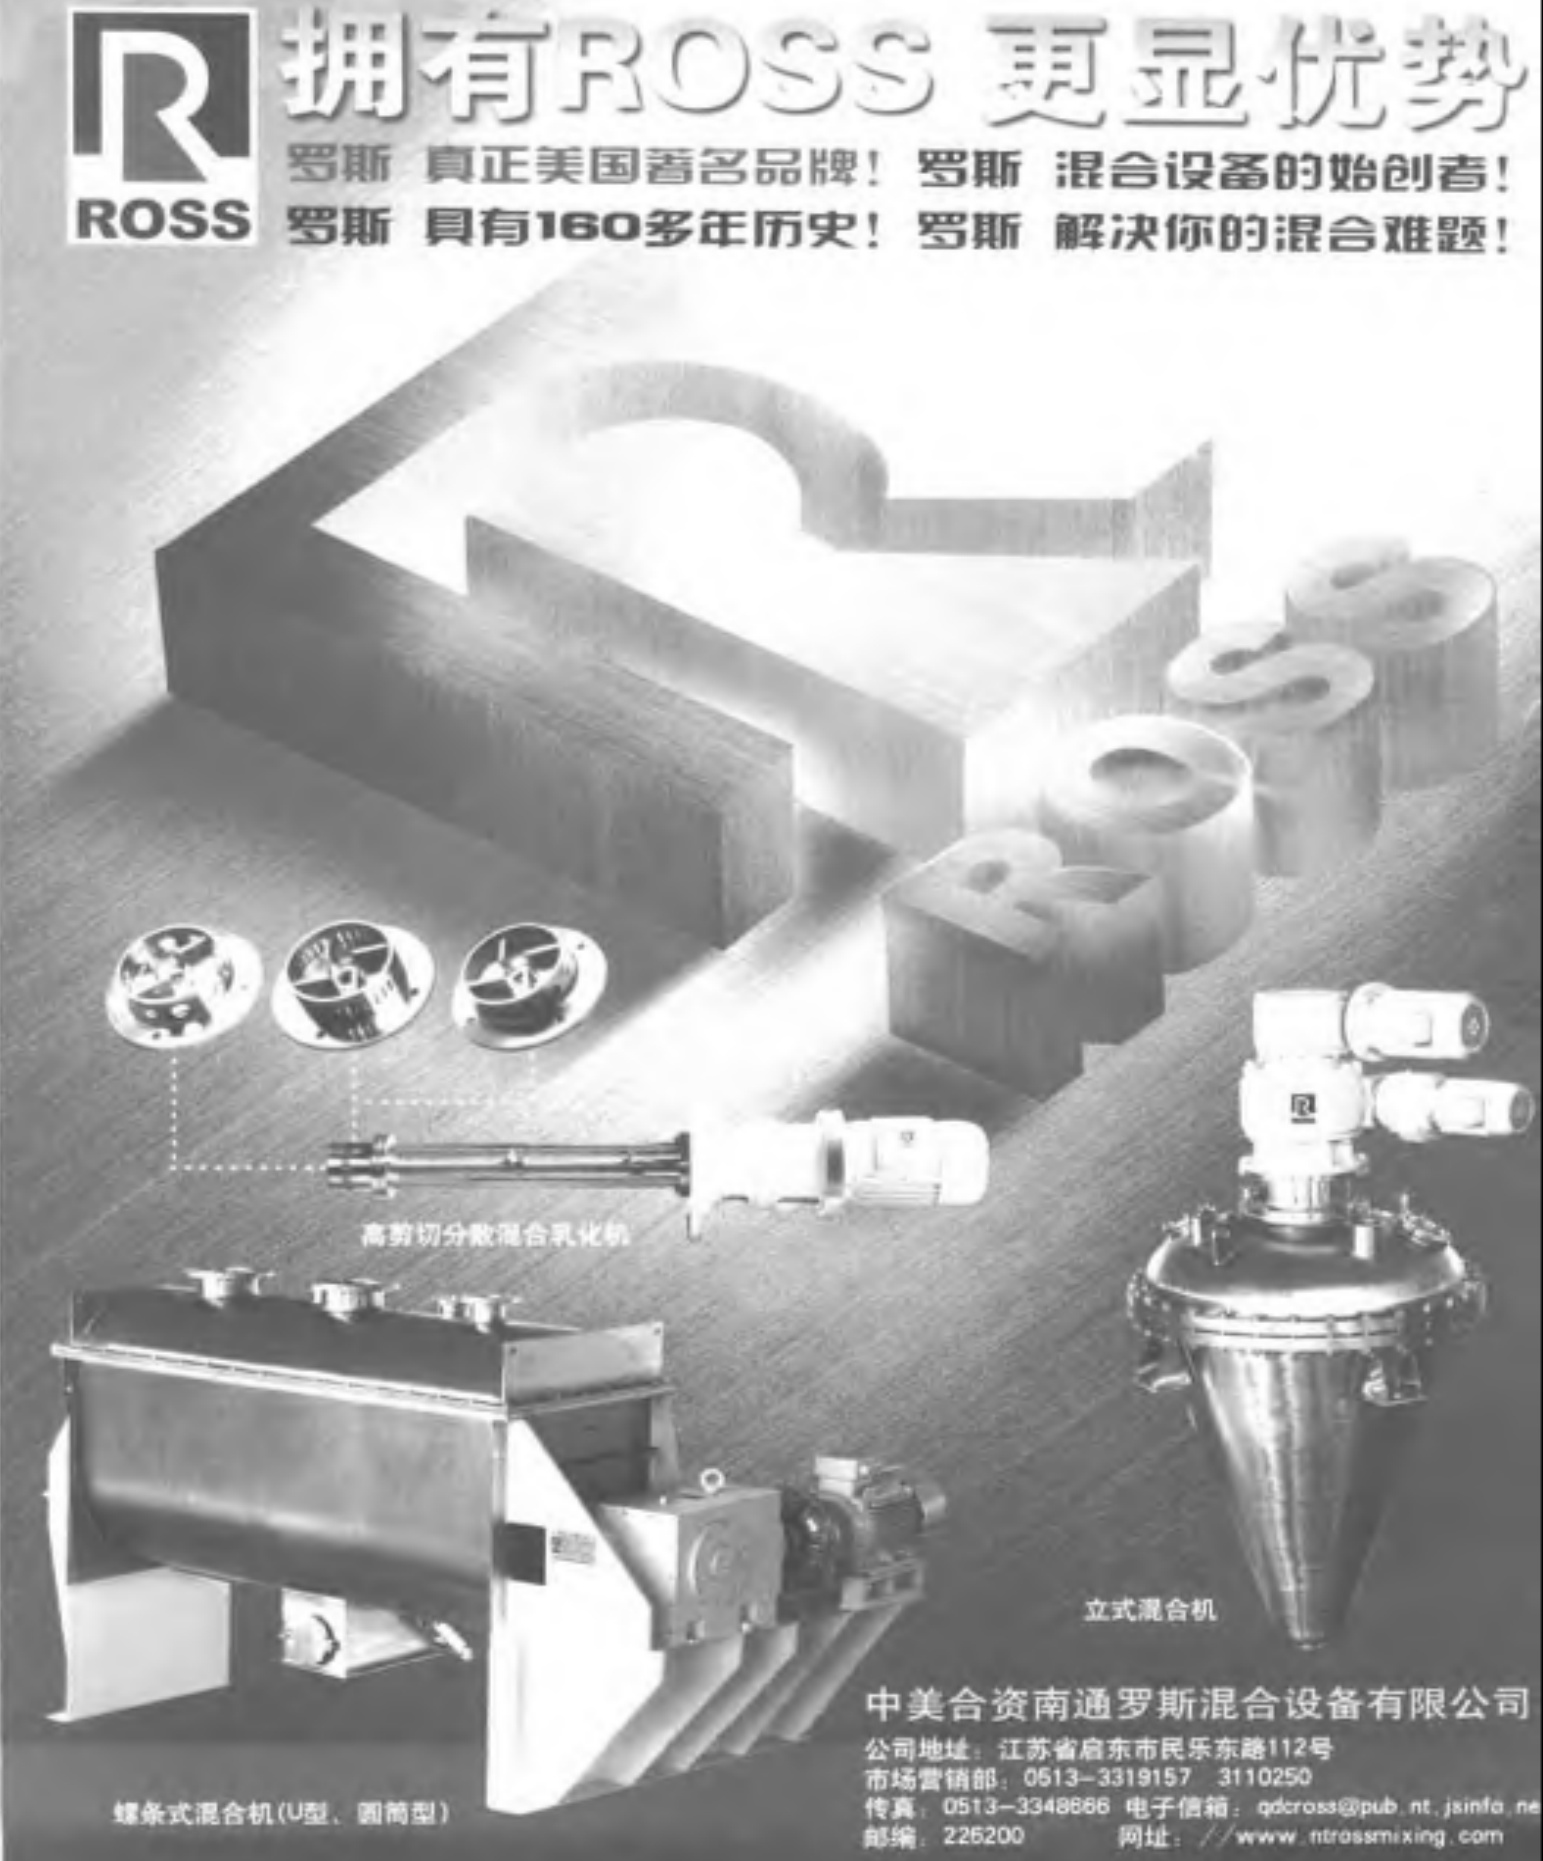 拥有ROSS 更显优势
罗斯 真正美国著名品牌！ 罗斯 混合设备的始创者！
罗斯 具有160多年历史！ 罗斯 解决你的混合难题！
R
ROSS
ROSS
高剪切分散混合乳化机
R
立式混合机
螺条式混合机(U型、圆筒型)
中美合资南通罗斯混合设备有限公司
公司地址：江苏省启东市民乐东路112号
市场营销部：0513-3319157 3110250
传真：0513-3348666 电子信箱：qdcross@pub.nt.jsinfo.ne
邮编：226200 网址：//www.ntrossmixing.com